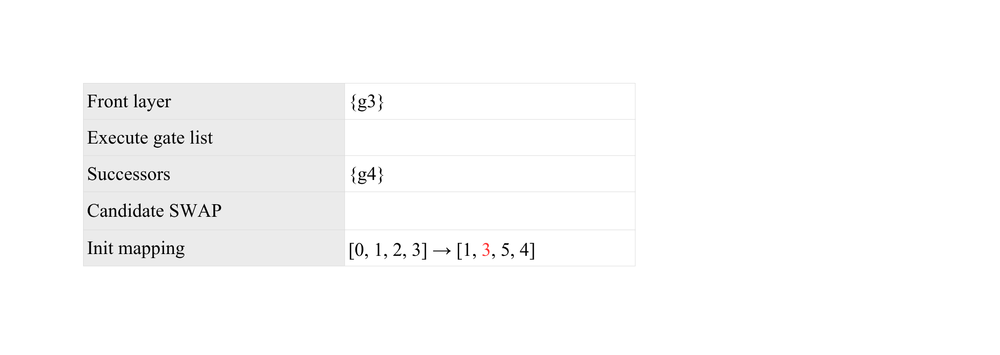 Front layer {g3}
Execute gate list
Successors {g4}
Candidate SWAP
Init mapping [0, 1, 2, 3] → [1, 3, 5, 4]